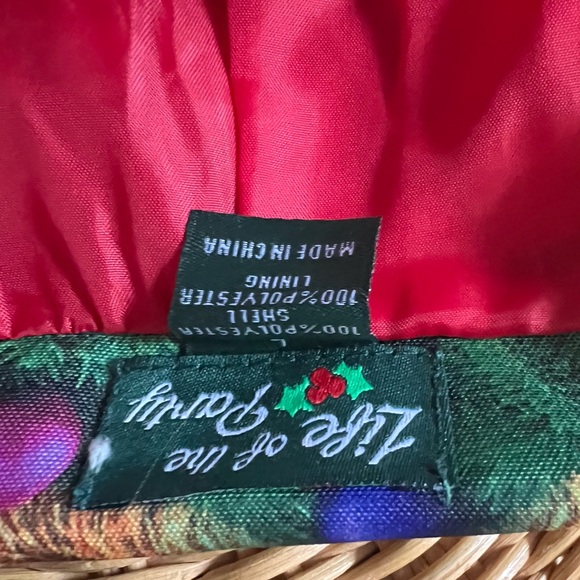 Life of the
Party
L
100%POLYESTER
SHELL
100%POLYESTER
LINING
MADE IN CHINA